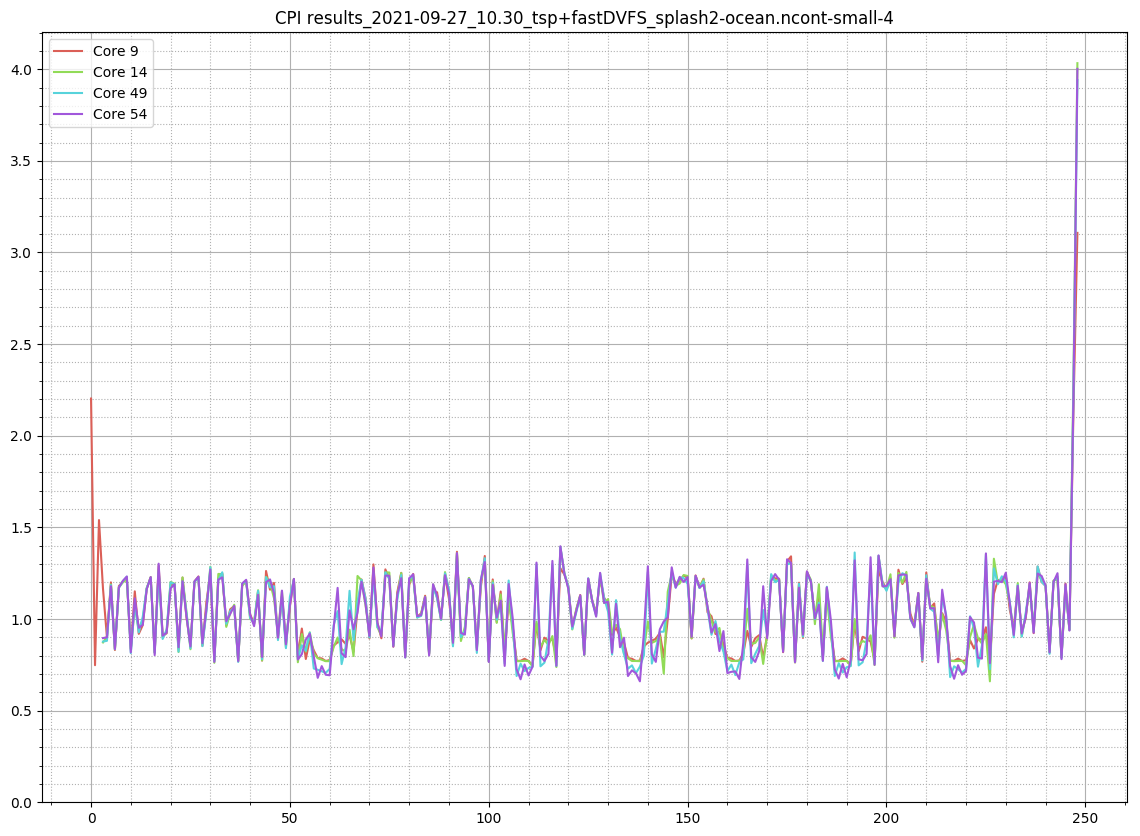 CPI results_2021-09-27_10.30_tsp+fastDVFS_splash2-ocean.ncont-small-4
Core 9
Core 14
Core 49
Core 54
4.0
3.5
3.0
2.5
2.0
1.5
1.0
0.5
0.0
0 50 100 150 200 250